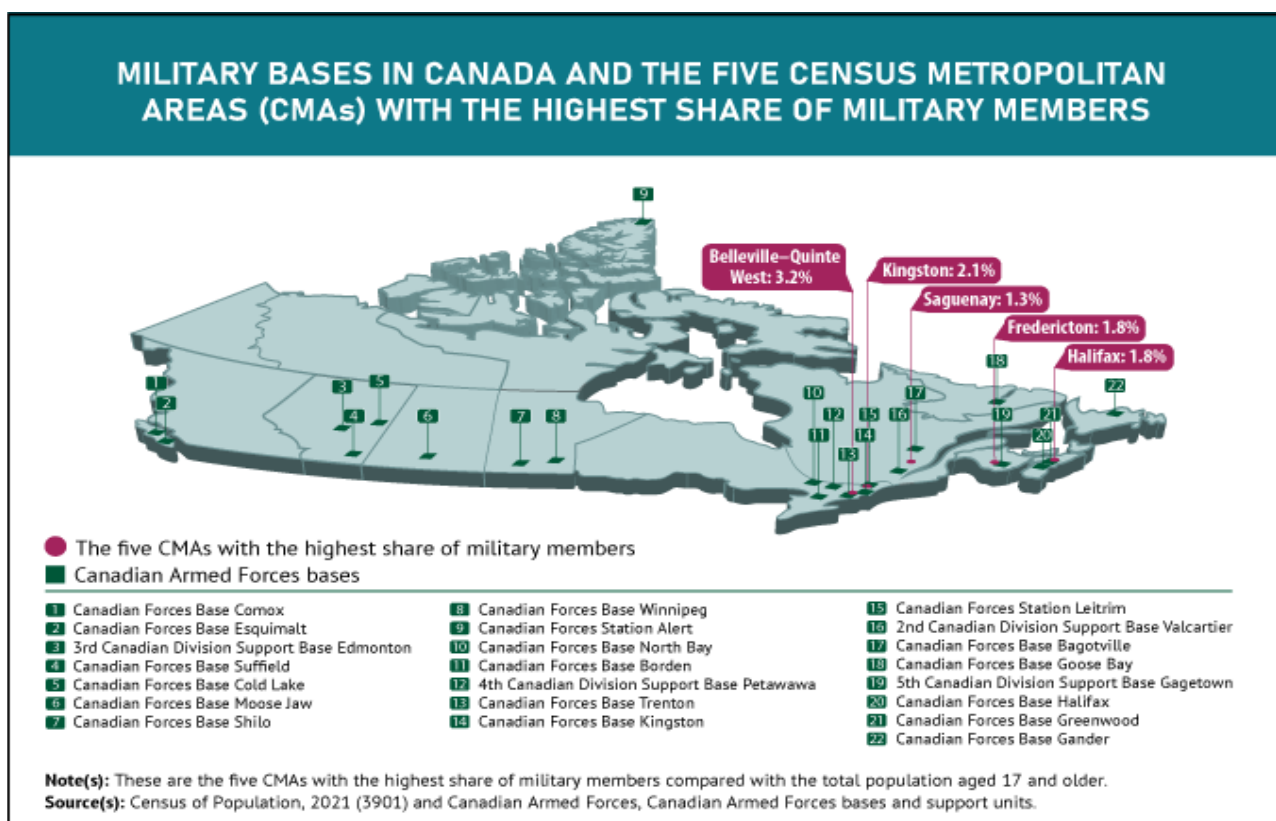 MILITARY BASES IN CANADA AND THE FIVE CENSUS METROPOLITAN
AREAS (CMAs) WITH THE HIGHEST SHARE OF MILITARY MEMBERS
9
Belleville–Quinte
West: 3.2%
Kingston: 2.1%
Saguenay: 1.3%
Fredericton: 1.8%
Halifax: 1.8%
1
2
3
5
4
6
7
8
10
12
15
16
17
18
11
14
13
19
21
20
22
The five CMAs with the highest share of military members
Canadian Armed Forces bases
1 Canadian Forces Base Comox
2 Canadian Forces Base Esquimalt
3 3rd Canadian Division Support Base Edmonton
4 Canadian Forces Base Suffield
5 Canadian Forces Base Cold Lake
6 Canadian Forces Base Moose Jaw
7 Canadian Forces Base Shilo
8 Canadian Forces Base Winnipeg
9 Canadian Forces Station Alert
10 Canadian Forces Base North Bay
11 Canadian Forces Base Borden
12 4th Canadian Division Support Base Petawawa
13 Canadian Forces Base Trenton
14 Canadian Forces Base Kingston
15 Canadian Forces Station Leitrim
16 2nd Canadian Division Support Base Valcartier
17 Canadian Forces Base Bagotville
18 Canadian Forces Base Goose Bay
19 5th Canadian Division Support Base Gagetown
20 Canadian Forces Base Halifax
21 Canadian Forces Base Greenwood
22 Canadian Forces Base Gander
Note(s): These are the five CMAs with the highest share of military members compared with the total population aged 17 and older.
Source(s): Census of Population, 2021 (3901) and Canadian Armed Forces, Canadian Armed Forces bases and support units.